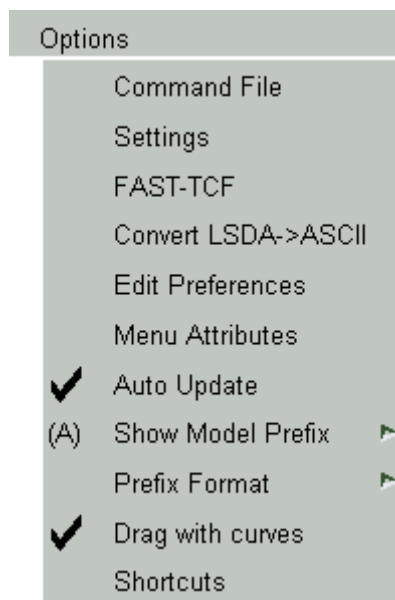 Options
Command File
Settings
FAST-TCF
Convert LSDA->ASCII
Edit Preferences
Menu Attributes
Auto Update
(A) Show Model Prefix
Prefix Format
Drag with curves
Shortcuts